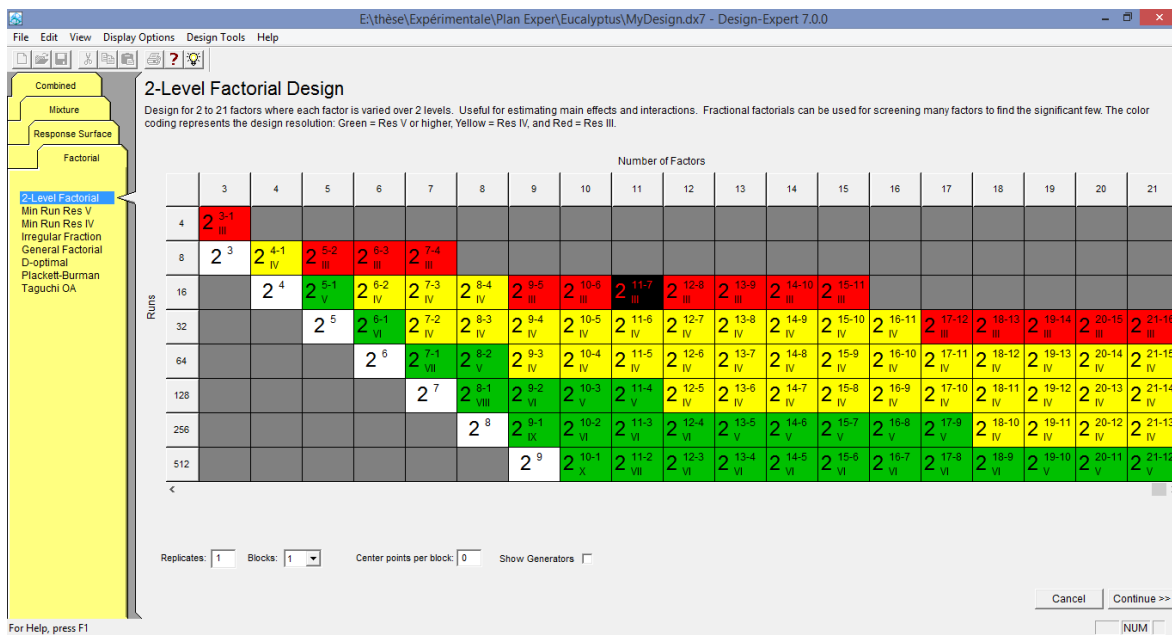 E:\thèse\Expérimentale\Plan Exper\Eucalyptus\MyDesign.dx7 - Design-Expert 7.0.0
File Edit View Display Options Design Tools Help
Combined
Mixture
Response Surface
Factorial
2-Level Factorial
Min Run Res V
Min Run Res IV
Irregular Fraction
General Factorial
D-optimal
Plackett-Burman
Taguchi OA
2-Level Factorial Design
Design for 2 to 21 factors where each factor is varied over 2 levels. Useful for estimating main effects and interactions. Fractional factorials can be used for screening many factors to find the significant few. The color
coding represents the design resolution: Green = Res V or higher, Yellow = Res IV, and Red = Res III.
Number of Factors
3 4 5 6 7 8 9 10 11 12 13 14 15 16 17 18 19 20 21
Runs
4 2 3-1 III
8 2 3 2 4-1 IV 2 5-2 III 2 6-3 III 2 7-4 III
16 2 4 2 5-1 V 2 6-2 IV 2 7-3 IV 2 8-4 IV 2 9-5 III 2 10-6 III 2 11-7 III 2 12-8 III 2 13-9 III 2 14-10 III 2 15-11 III
32 2 5 2 6-1 VI 2 7-2 IV 2 8-3 IV 2 9-4 IV 2 10-5 IV 2 11-6 IV 2 12-7 IV 2 13-8 IV 2 14-9 IV 2 15-10 IV 2 16-11 IV 2 17-12 III 2 18-13 III 2 19-14 III 2 20-15 III 2 21-16 III
64 2 6 2 7-1 VII 2 8-2 V 2 9-3 IV 2 10-4 IV 2 11-5 IV 2 12-6 IV 2 13-7 IV 2 14-8 IV 2 15-9 IV 2 16-10 IV 2 17-11 IV 2 18-12 IV 2 19-13 IV 2 20-14 IV 2 21-15 IV
128 2 7 2 8-1 VIII 2 9-2 VI 2 10-3 V 2 11-4 V 2 12-5 IV 2 13-6 IV 2 14-7 IV 2 15-8 IV 2 16-9 IV 2 17-10 IV 2 18-11 IV 2 19-12 IV 2 20-13 IV 2 21-14 IV
256 2 8 2 9-1 IX 2 10-2 VI 2 11-3 VI 2 12-4 VI 2 13-5 V 2 14-6 V 2 15-7 V 2 16-8 V 2 17-9 V 2 18-10 IV 2 19-11 IV 2 20-12 IV 2 21-13 IV
512 2 9 2 10-1 X 2 11-2 VII 2 12-3 VI 2 13-4 VI 2 14-5 VI 2 15-6 VI 2 16-7 VI 2 17-8 VI 2 18-9 VI 2 19-10 V 2 20-11 V 2 21-12 V
Replicates: 1 Blocks: 1 Center points per block: 0 Show Generators
Cancel Continue >>
For Help, press F1 NUM